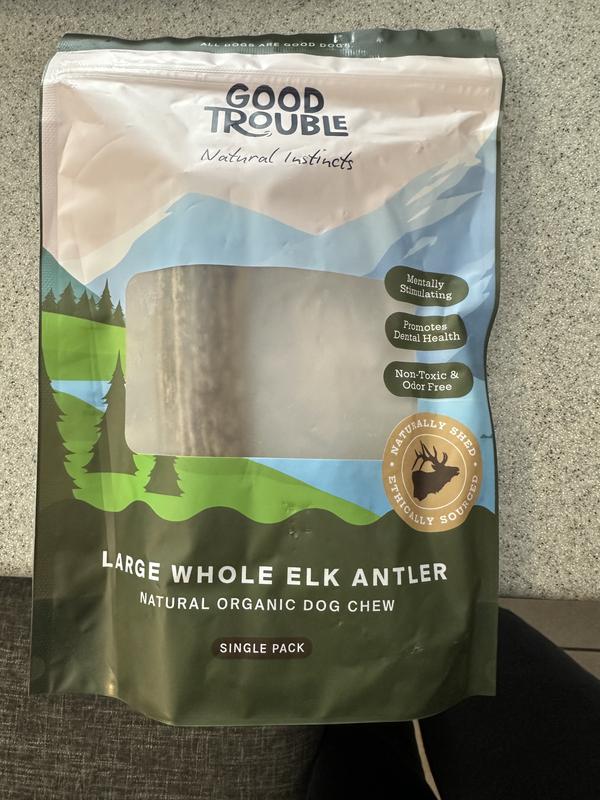 ALL DOGS ARE GOOD DOGS
GOOD
TROUBLE
Natural Instincts
Mentally
Stimulating
Promotes
Dental Health
Non-Toxic &
Odor Free
• NATURALLY SHED •
ETHICALLY SOURCED
LARGE WHOLE ELK ANTLER
NATURAL ORGANIC DOG CHEW
SINGLE PACK